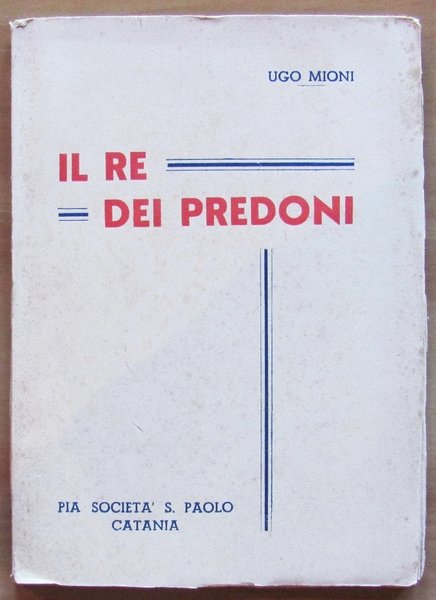 UGO MIONI
IL RE
DEI PREDONI
PIA SOCIETA' S. PAOLO
CATANIA